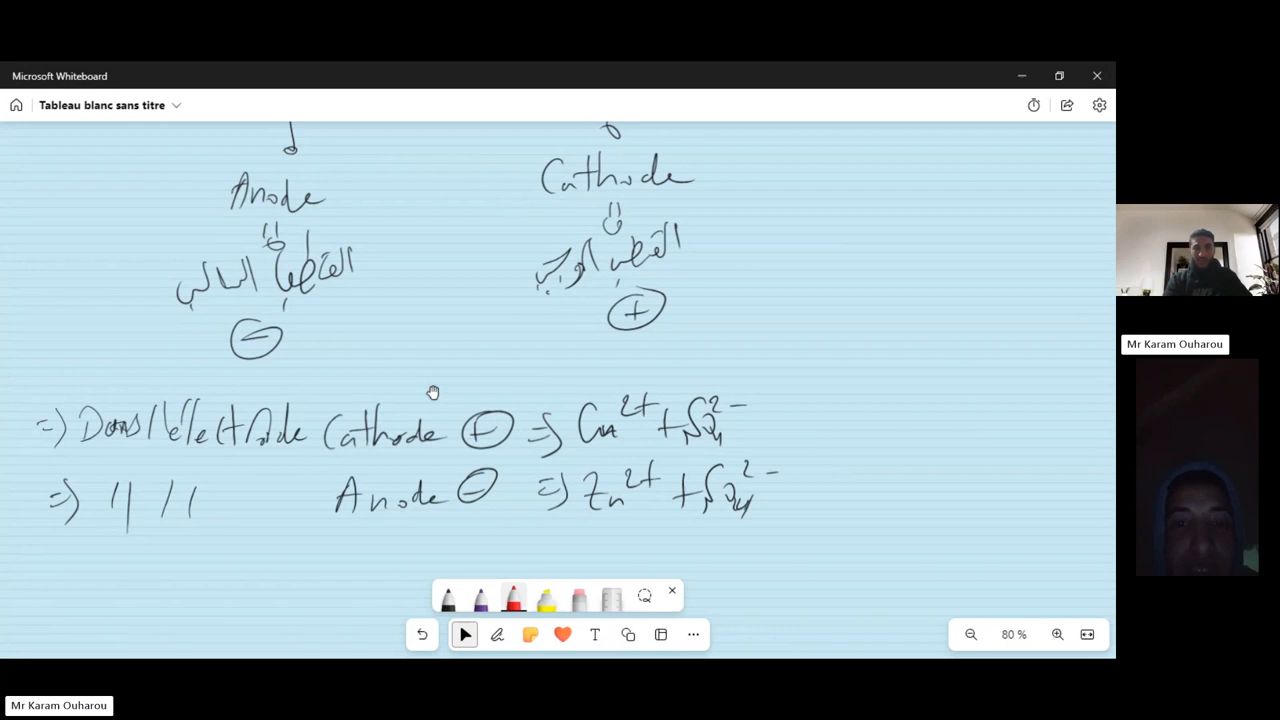 Microsoft Whiteboard
Tableau blanc sans titre
Anode
Cathode
القطب السالب
القطب الموجب
−
+
=> Dans l'électrode Cathode + => Cu²⁺ + SO₄²⁻
=> // // Anode − => Zn²⁺ + SO₄²⁻
80 %
Mr Karam Ouharou
Mr Karam Ouharou